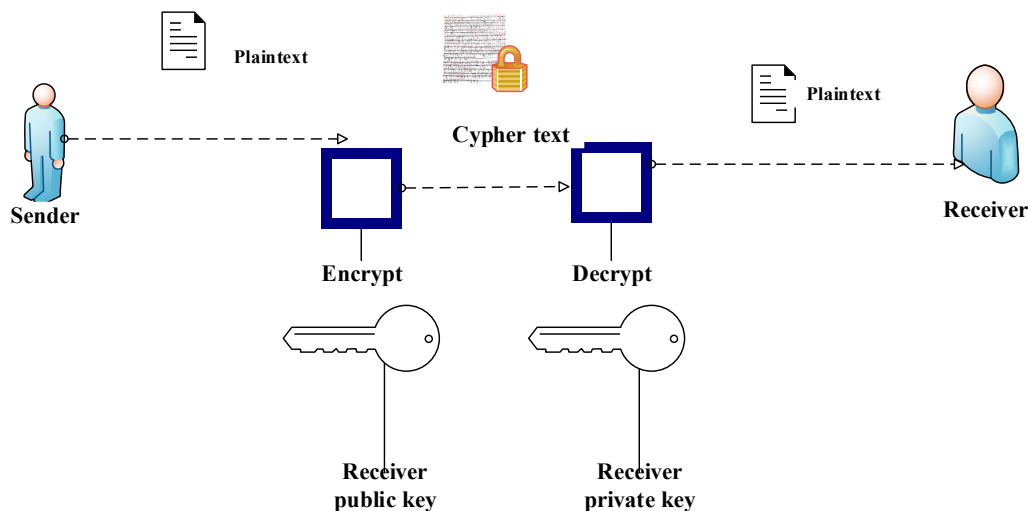 Plaintext
Plaintext
Cypher text
Sender
Receiver
Encrypt
Decrypt
Receiver
public key
Receiver
private key